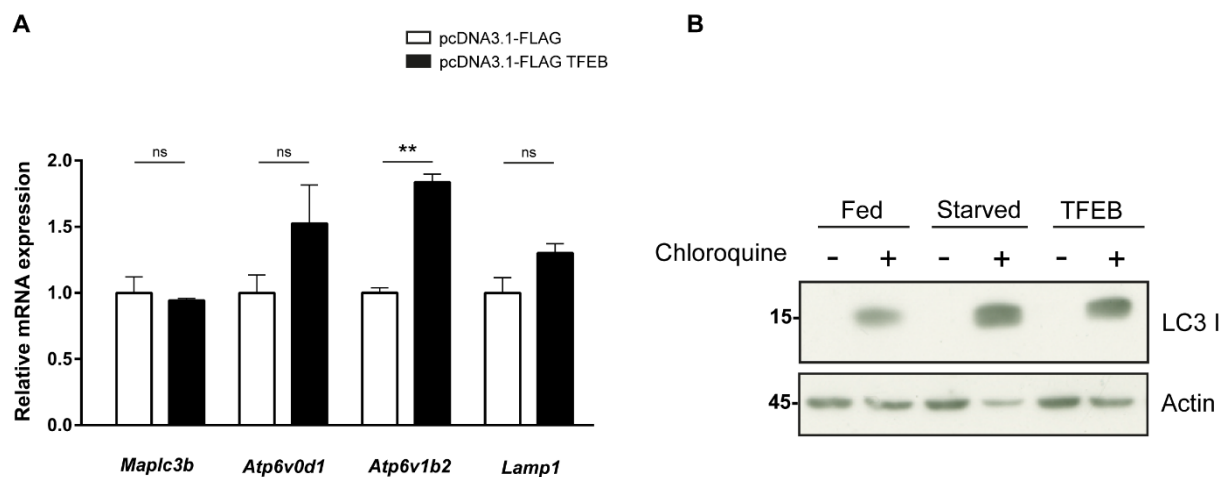 A
pcDNA3.1-FLAG
pcDNA3.1-FLAG TFEB
Relative mRNA expression
2.0
1.5
1.0
0.5
0.0
ns
ns
**
ns
Maplc3b Atp6v0d1 Atp6v1b2 Lamp1
B
Fed Starved TFEB
Chloroquine - + - + - +
15 LC3 I
45 Actin